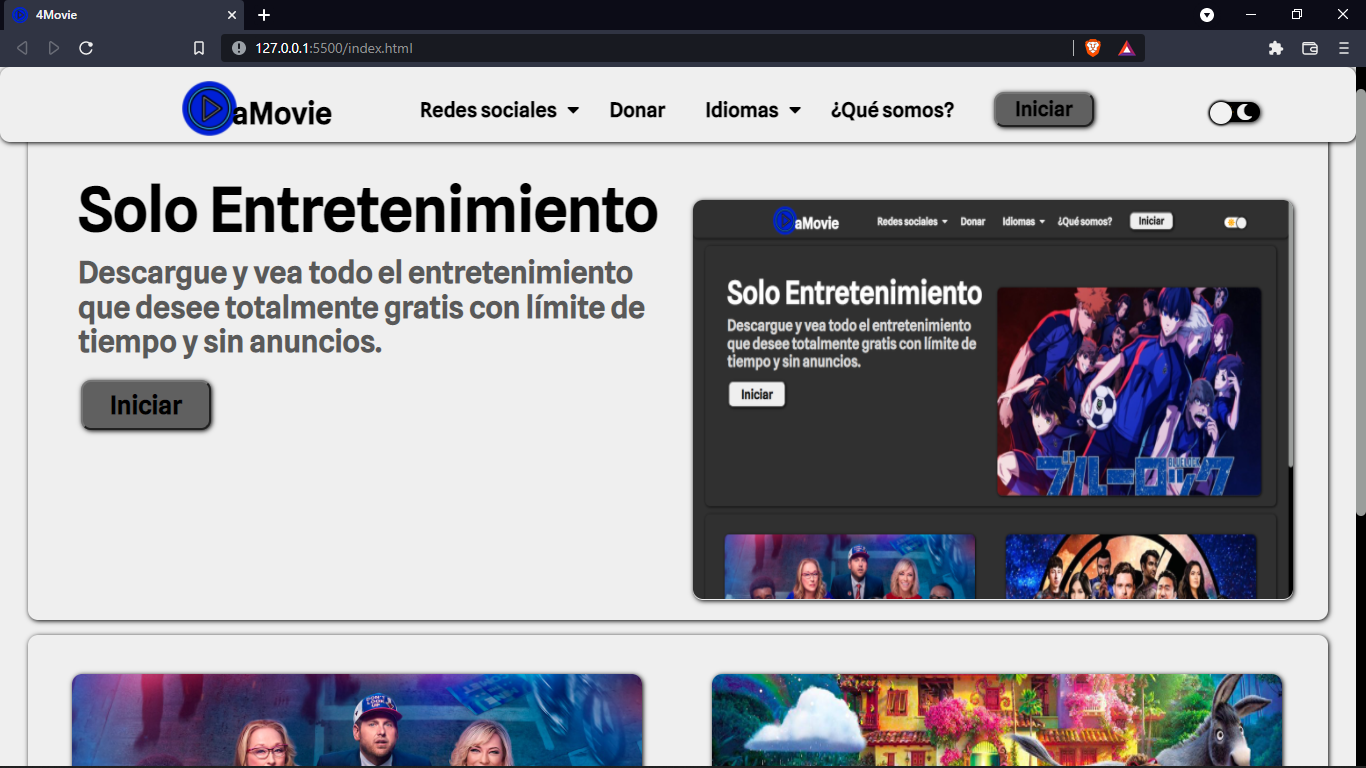 4Movie
127.0.0.1:5500/index.html
aMovie
Redes sociales
Donar
Idiomas
¿Qué somos?
Iniciar
Solo Entretenimiento
Descargue y vea todo el entretenimiento
que desee totalmente gratis con límite de
tiempo y sin anuncios.
Iniciar
aMovie
Redes sociales
Donar
Idiomas
¿Qué somos?
Iniciar
Solo Entretenimiento
Descargue y vea todo el entretenimiento
que desee totalmente gratis con límite de
tiempo y sin anuncios.
Iniciar
BLUELOCK
ブルーロック